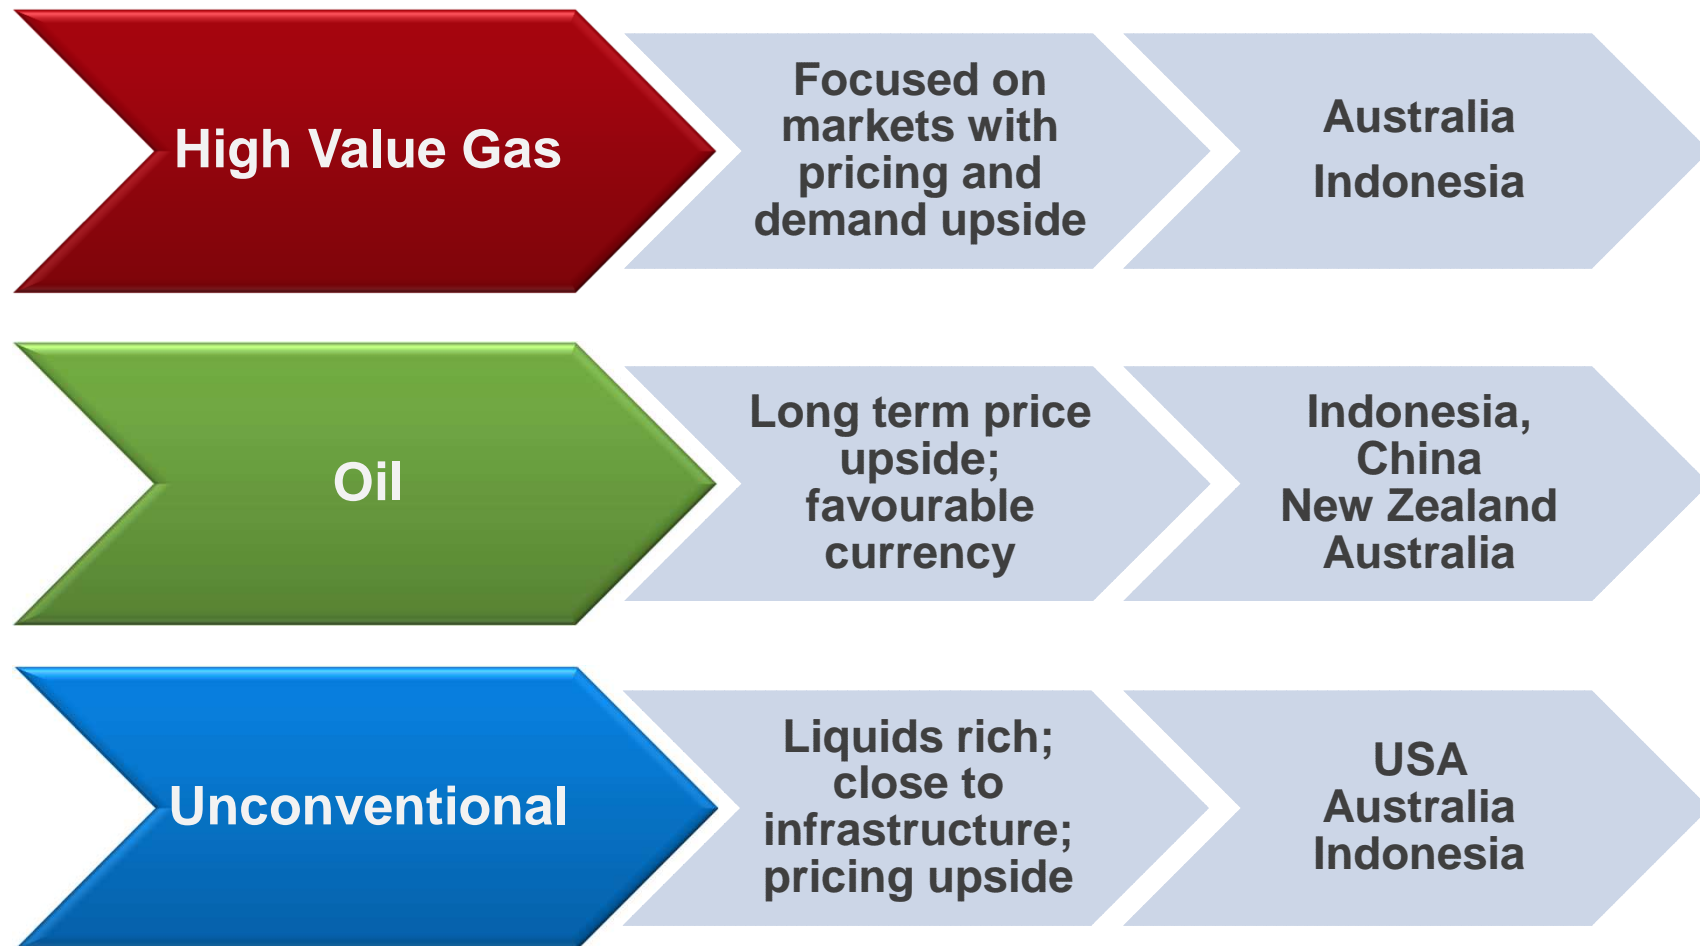 High Value Gas
Focused on
markets with
pricing and
demand upside
Australia
Indonesia
Oil
Long term price
upside;
favourable
currency
Indonesia,
China
New Zealand
Australia
Unconventional
Liquids rich;
close to
infrastructure;
pricing upside
USA
Australia
Indonesia